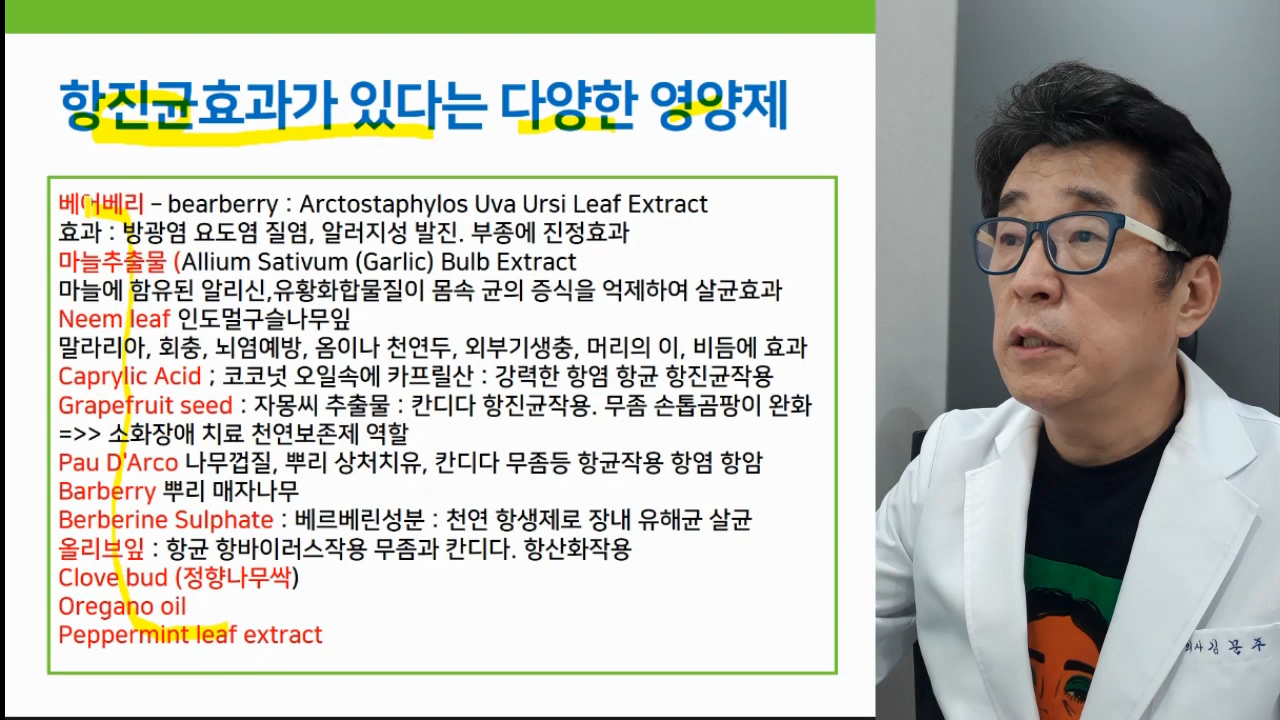 항진균효과가 있다는 다양한 영양제
베어베리 – bearberry : Arctostaphylos Uva Ursi Leaf Extract
효과 : 방광염 요도염 질염, 알러지성 발진. 부종에 진정효과
마늘추출물 (Allium Sativum (Garlic) Bulb Extract
마늘에 함유된 알리신,유황화합물질이 몸속 균의 증식을 억제하여 살균효과
Neem leaf 인도멀구슬나무잎
말라리아, 회충, 뇌염예방, 옴이나 천연두, 외부기생충, 머리의 이, 비듬에 효과
Caprylic Acid ; 코코넛 오일속에 카프릴산 : 강력한 항염 항균 항진균작용
Grapefruit seed : 자몽씨 추출물 : 칸디다 항진균작용. 무좀 손톱곰팡이 완화
=>> 소화장애 치료 천연보존제 역할
Pau D'Arco 나무껍질, 뿌리 상처치유, 칸디다 무좀등 항균작용 항염 항암
Barberry 뿌리 매자나무
Berberine Sulphate : 베르베린성분 : 천연 항생제로 장내 유해균 살균
올리브잎 : 항균 항바이러스작용 무좀과 칸디다. 항산화작용
Clove bud (정향나무싹)
Oregano oil
Peppermint leaf extract
의사 김 문 주